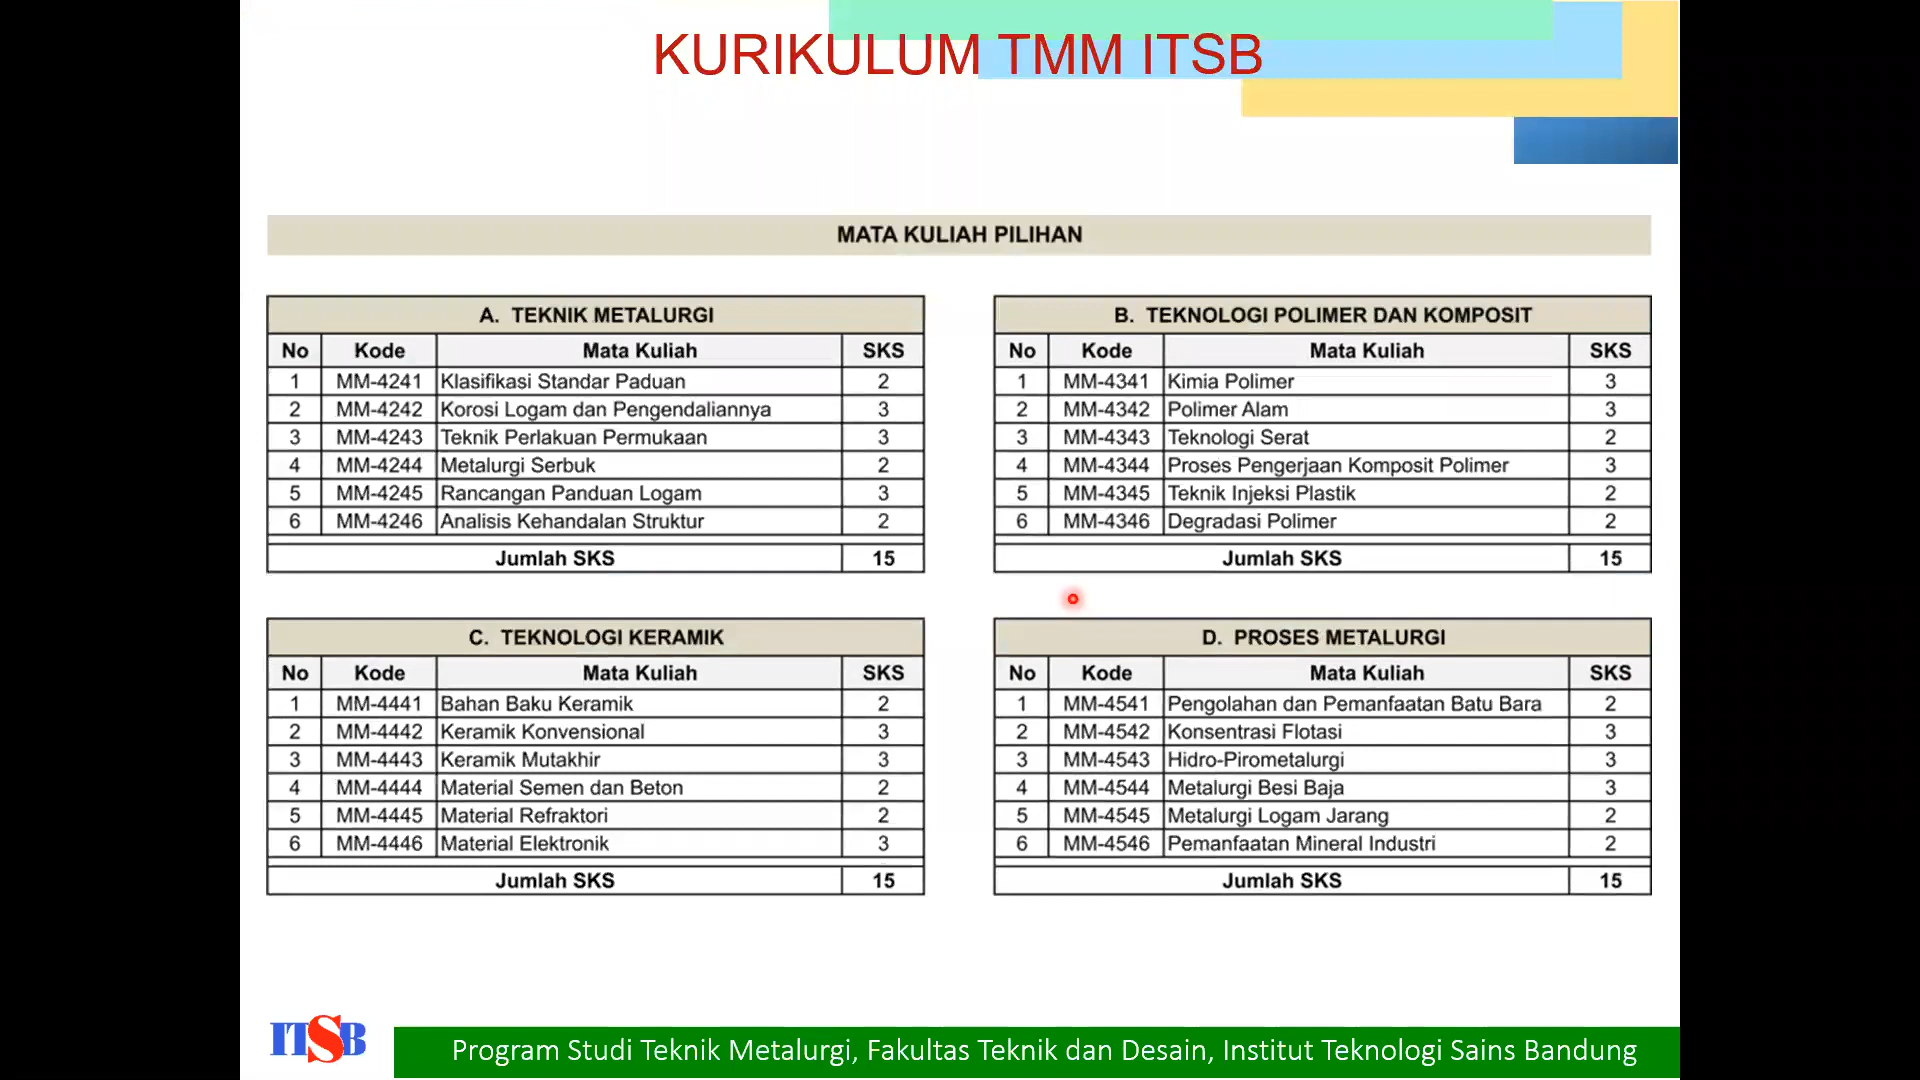 KURIKULUM TMM ITSB
MATA KULIAH PILIHAN
A. TEKNIK METALURGI
No Kode Mata Kuliah SKS
1 MM-4241 Klasifikasi Standar Paduan 2
2 MM-4242 Korosi Logam dan Pengendaliannya 3
3 MM-4243 Teknik Perlakuan Permukaan 3
4 MM-4244 Metalurgi Serbuk 2
5 MM-4245 Rancangan Panduan Logam 3
6 MM-4246 Analisis Kehandalan Struktur 2
Jumlah SKS 15
B. TEKNOLOGI POLIMER DAN KOMPOSIT
No Kode Mata Kuliah SKS
1 MM-4341 Kimia Polimer 3
2 MM-4342 Polimer Alam 3
3 MM-4343 Teknologi Serat 2
4 MM-4344 Proses Pengerjaan Komposit Polimer 3
5 MM-4345 Teknik Injeksi Plastik 2
6 MM-4346 Degradasi Polimer 2
Jumlah SKS 15
C. TEKNOLOGI KERAMIK
No Kode Mata Kuliah SKS
1 MM-4441 Bahan Baku Keramik 2
2 MM-4442 Keramik Konvensional 3
3 MM-4443 Keramik Mutakhir 3
4 MM-4444 Material Semen dan Beton 2
5 MM-4445 Material Refraktori 2
6 MM-4446 Material Elektronik 3
Jumlah SKS 15
D. PROSES METALURGI
No Kode Mata Kuliah SKS
1 MM-4541 Pengolahan dan Pemanfaatan Batu Bara 2
2 MM-4542 Konsentrasi Flotasi 3
3 MM-4543 Hidro-Pirometalurgi 3
4 MM-4544 Metalurgi Besi Baja 3
5 MM-4545 Metalurgi Logam Jarang 2
6 MM-4546 Pemanfaatan Mineral Industri 2
Jumlah SKS 15
ITSB
Program Studi Teknik Metalurgi, Fakultas Teknik dan Desain, Institut Teknologi Sains Bandung